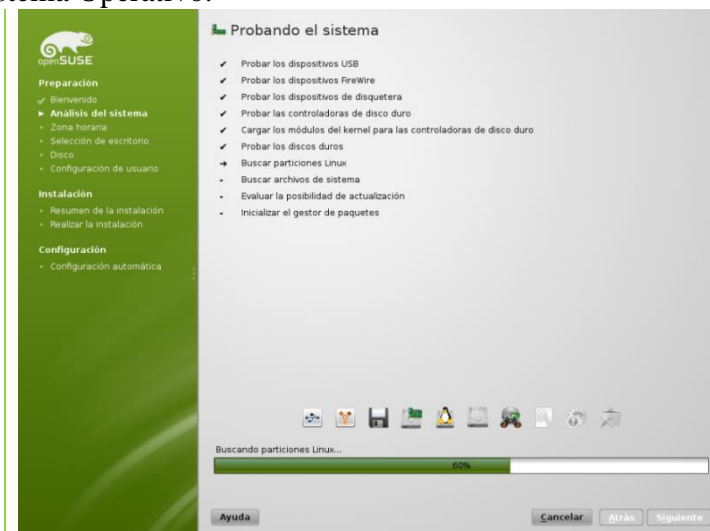 stema Operativo.
openSUSE
Preparación
Bienvenido
Análisis del sistema
Zona horaria
Selección de escritorio
Disco
Configuración de usuario
Instalación
Resumen de la instalación
Realizar la instalación
Configuración
Configuración automática
Probando el sistema
Probar los dispositivos USB
Probar los dispositivos FireWire
Probar los dispositivos de disquetera
Probar las controladoras de disco duro
Cargar los módulos del kernel para las controladoras de disco duro
Probar los discos duros
Buscar particiones Linux
Buscar archivos de sistema
Evaluar la posibilidad de actualización
Inicializar el gestor de paquetes
Buscando particiones Linux...
60%
Ayuda
Cancelar
Atrás
Siguiente